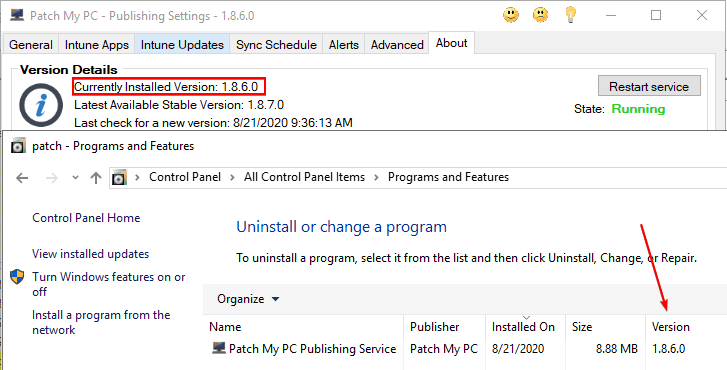 Patch My PC - Publishing Settings - 1.8.6.0
General Intune Apps Intune Updates Sync Schedule Alerts Advanced About
Version Details
Currently Installed Version: 1.8.6.0
Restart service
Latest Available Stable Version: 1.8.7.0
State: Running
Last check for a new version: 8/21/2020 9:36:13 AM
patch - Programs and Features
Control Panel All Control Panel Items Programs and Features
Control Panel Home
Uninstall or change a program
View installed updates
To uninstall a program, select it from the list and then click Uninstall, Change, or Repair.
Turn Windows features on or
off
Install a program from the
network
Organize
Name Publisher Installed On Size Version
Patch My PC Publishing Service Patch My PC 8/21/2020 8.88 MB 1.8.6.0